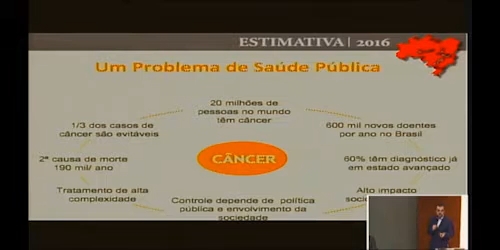 ESTIMATIVA | 2016
Um Problema de Saúde Pública
20 milhões de
pessoas no mundo
têm câncer
1/3 dos casos de
câncer são evitáveis
600 mil novos doentes
por ano no Brasil
2ª causa de morte
190 mil/ ano
CÂNCER
60% têm diagnóstico já
em estado avançado
Tratamento de alta
complexidade
Controle depende de política
pública e envolvimento da
sociedade
Alto impacto